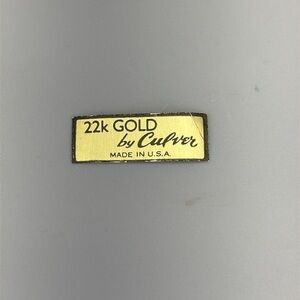 22k GOLD
by Culver
MADE IN U.S.A.